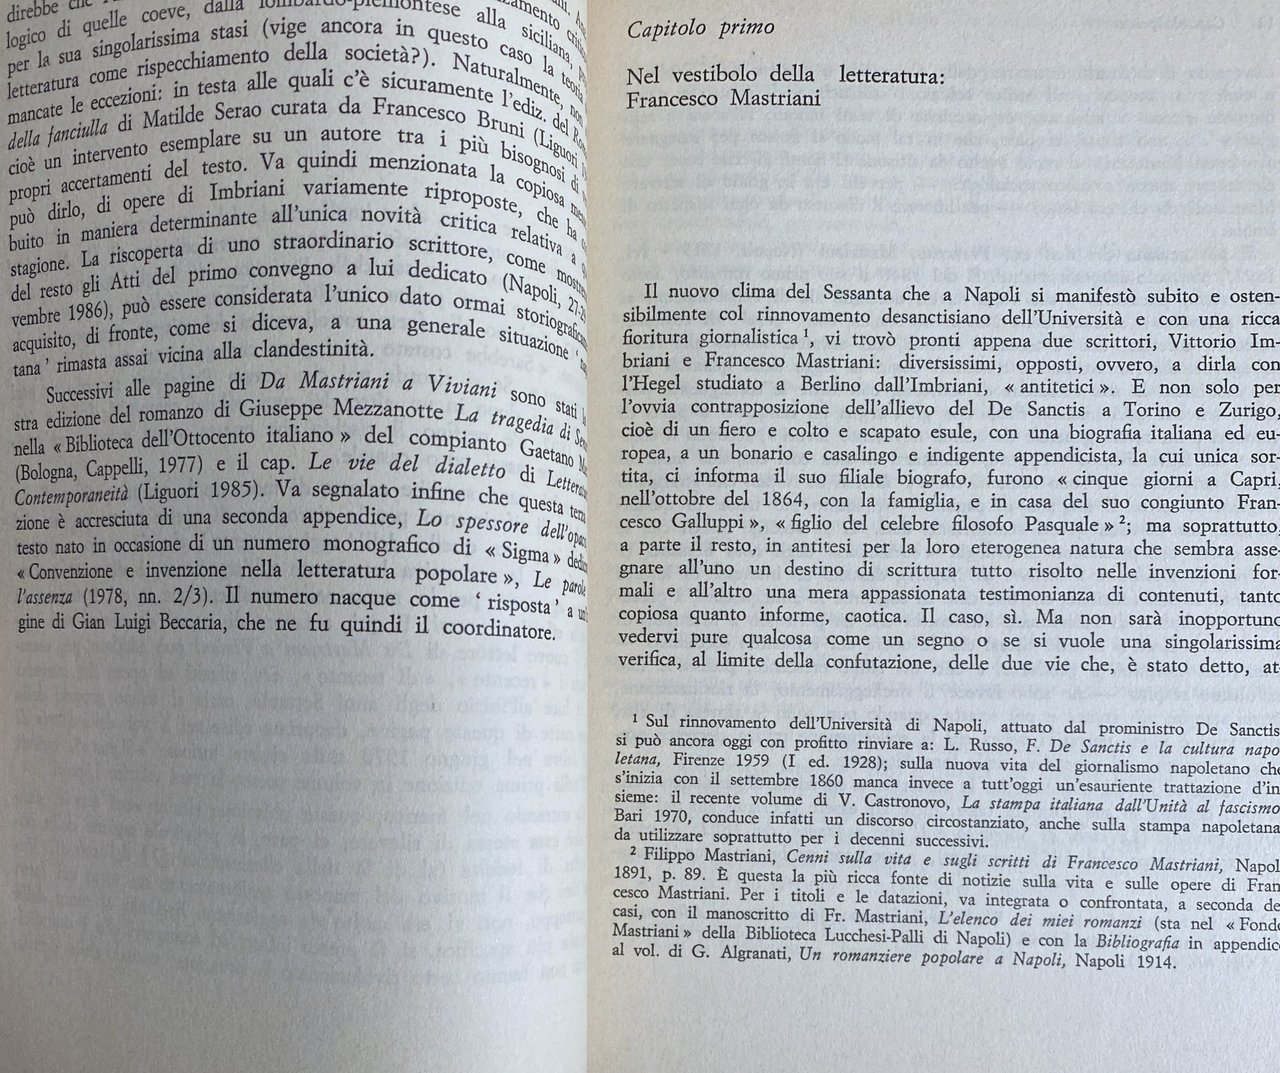 direbbe che
logico di quelle coeve, dalla lombardo-piemontese alla siciliana,
per la sua singolarissima stasi (vige ancora in questo caso la teoria
letteratura come rispecchiamento della società?). Naturalmente, non
mancate le eccezioni: in testa alle quali c'è sicuramente l'ediz. del
della fanciulla di Matilde Serao curata da Francesco Bruni (Liguori
cioè un intervento esemplare su un autore tra i più bisognosi di
propri accertamenti del testo. Va quindi menzionata la copiosa
può dirlo, di opere di Imbriani variamente riproposte, che ha
buito in maniera determinante all'unica novità critica relativa a
stagione. La riscoperta di uno straordinario scrittore, come
del resto gli Atti del primo convegno a lui dedicato (Napoli,
vembre 1986), può essere considerata l'unico dato ormai
acquisito, di fronte, come si diceva, a una generale situazione
tana' rimasta assai vicina alla clandestinità.
Successivi alle pagine di Da Mastriani a Viviani sono stati
stra edizione del romanzo di Giuseppe Mezzanotte La tragedia di
nella « Biblioteca dell'Ottocento italiano » del compianto Gaetano
(Bologna, Cappelli, 1977) e il cap. Le vie del dialetto di
Contemporaneità (Liguori 1985). Va segnalato infine che questa
zione è accresciuta di una seconda appendice, Lo spessore
testo nato in occasione di un numero monografico di « Sigma »
« Convenzione e invenzione nella letteratura popolare », Le parole
l'assenza (1978, nn. 2/3). Il numero nacque come ' risposta ' a
gine di Gian Luigi Beccaria, che ne fu quindi il coordinatore.
Capitolo primo
Nel vestibolo della letteratura:
Francesco Mastriani
Il nuovo clima del Sessanta che a Napoli si manifestò subito e osten-
sibilmente col rinnovamento desanctisiano dell'Università e con una ricca
fioritura giornalistica 1, vi trovò pronti appena due scrittori, Vittorio Im-
briani e Francesco Mastriani: diversissimi, opposti, ovvero, a dirla con
l'Hegel studiato a Berlino dall'Imbriani, « antitetici ». E non solo per
l'ovvia contrapposizione dell'allievo del De Sanctis a Torino e Zurigo,
cioè di un fiero e colto e scapato esule, con una biografia italiana ed eu-
ropea, a un bonario e casalingo e indigente appendicista, la cui unica sor-
tita, ci informa il suo filiale biografo, furono « cinque giorni a Capri,
nell'ottobre del 1864, con la famiglia, e in casa del suo congiunto Fran-
cesco Galluppi », « figlio del celebre filosofo Pasquale » 2; ma soprattutto,
a parte il resto, in antitesi per la loro eterogenea natura che sembra asse-
gnare all'uno un destino di scrittura tutto risolto nelle invenzioni for-
mali e all'altro una mera appassionata testimonianza di contenuti, tanto
copiosa quanto informe, caotica. Il caso, sì. Ma non sarà inopportuno
vedervi pure qualcosa come un segno o se si vuole una singolarissima
verifica, al limite della confutazione, delle due vie che, è stato detto, at-
1 Sul rinnovamento dell'Università di Napoli, attuato dal prominìstro De Sanctis
si può ancora oggi con profitto rinviare a: L. Russo, F. De Sanctis e la cultura napo
letana, Firenze 1959 (I ed. 1928); sulla nuova vita del giornalismo napoletano che
s'inizia con il settembre 1860 manca invece a tutt'oggi un'esauriente trattazione d'in
sieme: il recente volume di V. Castronovo, La stampa italiana dall'Unità al fascismo
Bari 1970, conduce infatti un discorso circostanziato, anche sulla stampa napoletana
da utilizzare soprattutto per i decenni successivi.
2 Filippo Mastriani, Cenni sulla vita e sugli scritti di Francesco Mastriani, Napol
1891, p. 89. È questa la più ricca fonte di notizie sulla vita e sulle opere di Fran
cesco Mastriani. Per i titoli e le datazioni, va integrata o confrontata, a seconda de
casi, con il manoscritto di Fr. Mastriani, L'elenco dei miei romanzi (sta nel « Fondo
Mastriani » della Biblioteca Lucchesi-Palli di Napoli) e con la Bibliografia in appendice
al vol. di G. Algranati, Un romanziere popolare a Napoli, Napoli 1914.